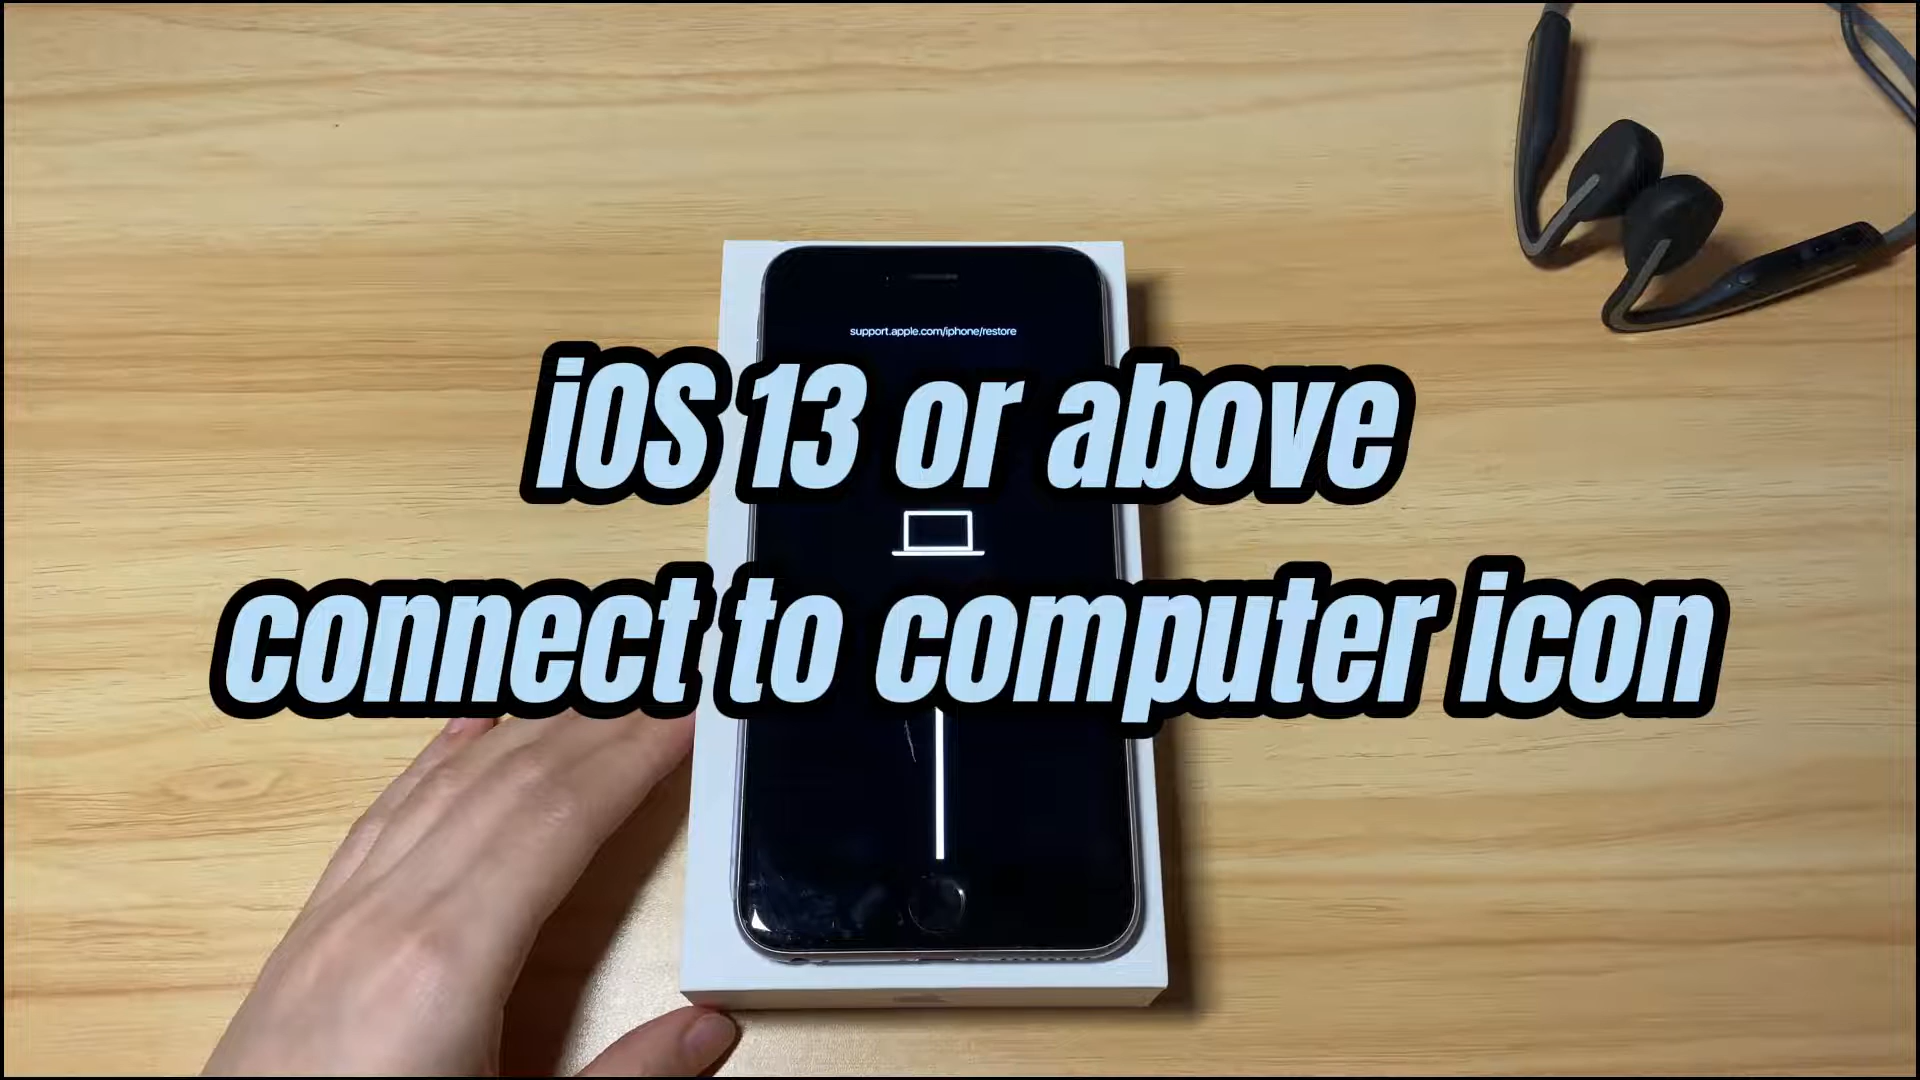 support.apple.com/iphone/restore
iOS 13 or above
connect to computer icon